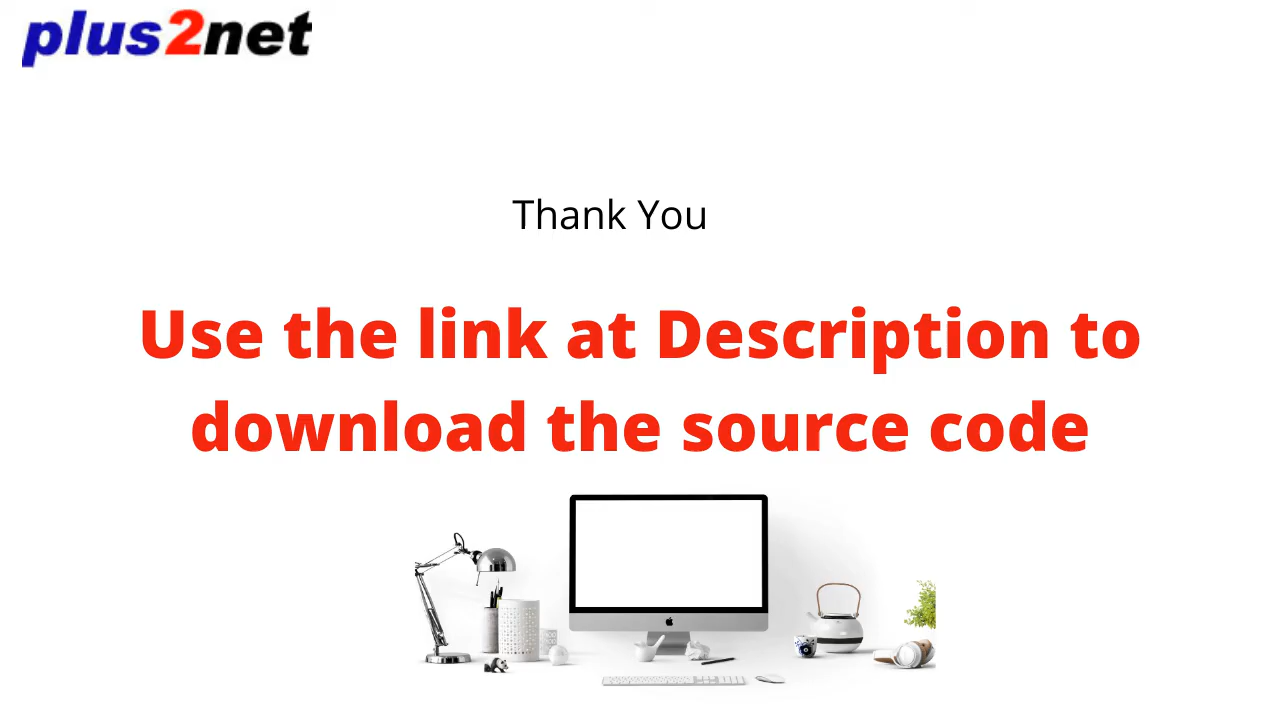 plus2net
Thank You
Use the link at Description to
download the source code